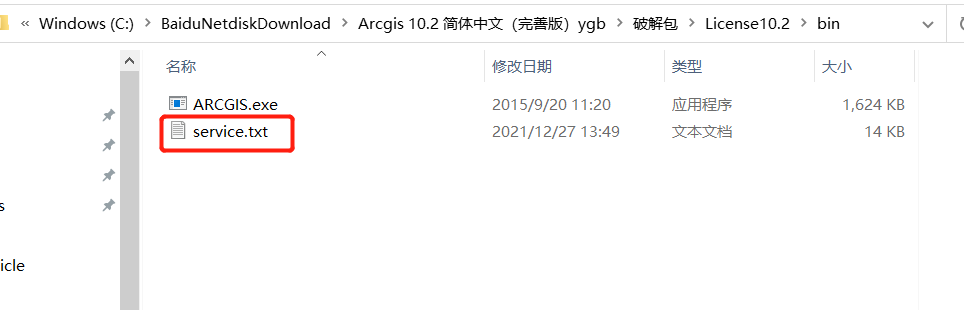 « Windows (C:) › BaiduNetdiskDownload › Arcgis 10.2 简体中文（完善版）ygb › 破解包 › License10.2 › bin
名称 修改日期 类型 大小
ARCGIS.exe 2015/9/20 11:20 应用程序 1,624 KB
service.txt 2021/12/27 13:49 文本文档 14 KB
s
icle